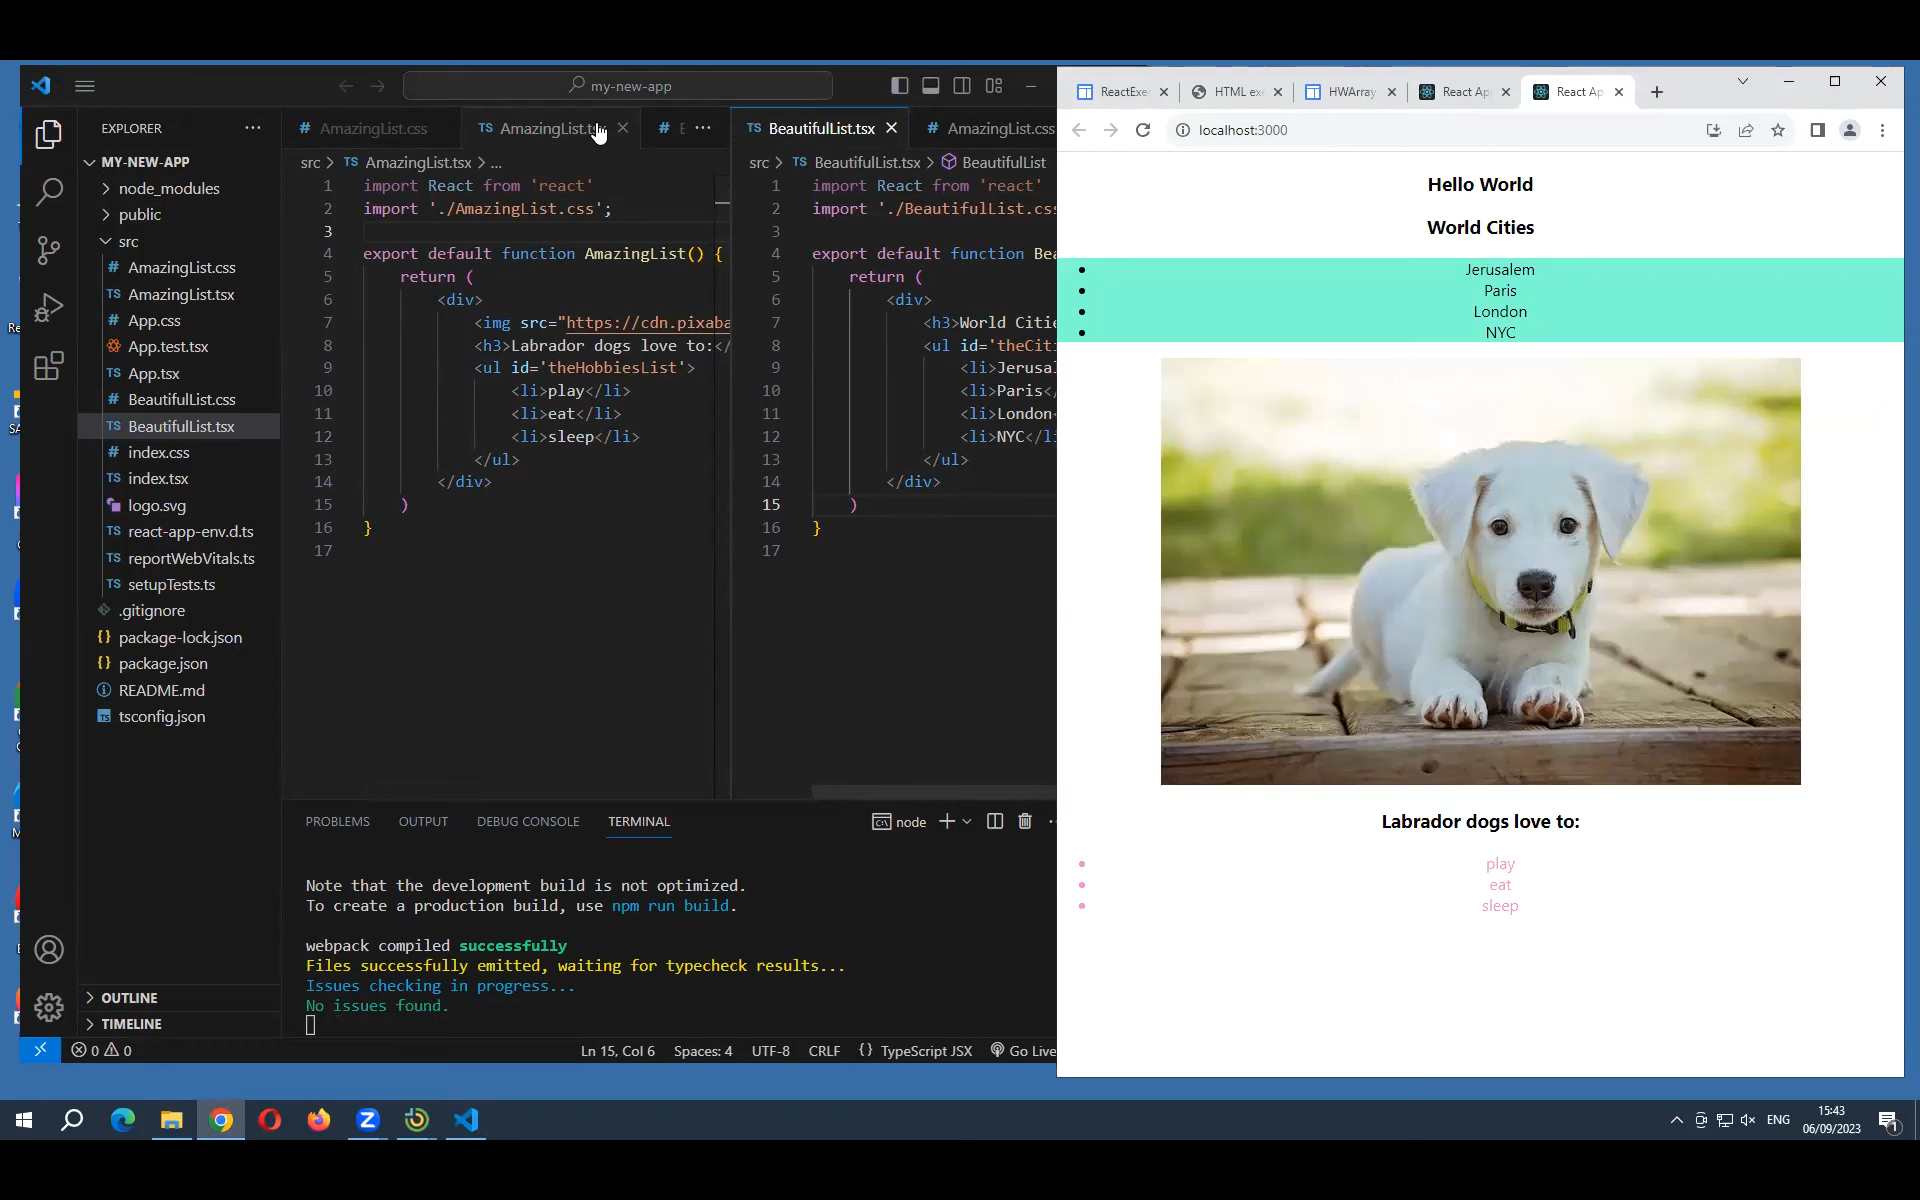 my-new-app
EXPLORER
MY-NEW-APP
node_modules
public
src
AmazingList.css
AmazingList.tsx
App.css
App.test.tsx
App.tsx
BeautifulList.css
BeautifulList.tsx
index.css
index.tsx
logo.svg
react-app-env.d.ts
reportWebVitals.ts
setupTests.ts
.gitignore
package-lock.json
package.json
README.md
tsconfig.json
OUTLINE
TIMELINE
AmazingList.css
AmazingList.tsx
src > TS AmazingList.tsx > ...
1 import React from 'react'
2 import './AmazingList.css';
3
4 export default function AmazingList() {
5 return (
6 <div>
7 <img src="https://cdn.pixaba
8 <h3>Labrador dogs love to:</
9 <ul id='theHobbiesList'>
10 <li>play</li>
11 <li>eat</li>
12 <li>sleep</li>
13 </ul>
14 </div>
15 )
16 }
17
TS BeautifulList.tsx
# AmazingList.css
src > TS BeautifulList.tsx > BeautifulList
1 import React from 'react'
2 import './BeautifulList.css
3
4 export default function Bea
5 return (
6 <div>
7 <h3>World Citie
8 <ul id='theCiti
9 <li>Jerusal
10 <li>Paris</
11 <li>London<
12 <li>NYC</li
13 </ul>
14 </div>
15 )
16 }
17
PROBLEMS OUTPUT DEBUG CONSOLE TERMINAL
node
Note that the development build is not optimized.
To create a production build, use npm run build.
webpack compiled successfully
Files successfully emitted, waiting for typecheck results...
Issues checking in progress...
No issues found.
0 0
Ln 15, Col 6 Spaces: 4 UTF-8 CRLF {} TypeScript JSX Go Live
ReactExe
HTML exe
HWArray
React Ap
React Ap
localhost:3000
Hello World
World Cities
Jerusalem
Paris
London
NYC
Labrador dogs love to:
play
eat
sleep
ENG
15:43
06/09/2023
1